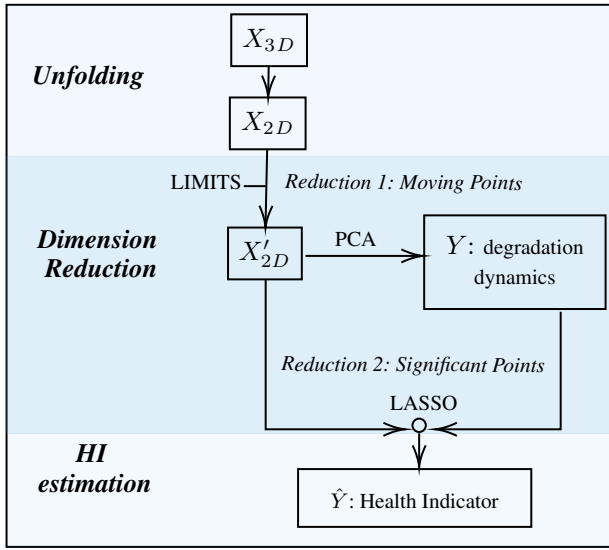 X_{3D}
Unfolding
X_{2D}
LIMITS
Reduction 1: Moving Points
Dimension
Reduction
X'_{2D}
PCA
Y: degradation
dynamics
Reduction 2: Significant Points
LASSO
HI
estimation
Ŷ: Health Indicator